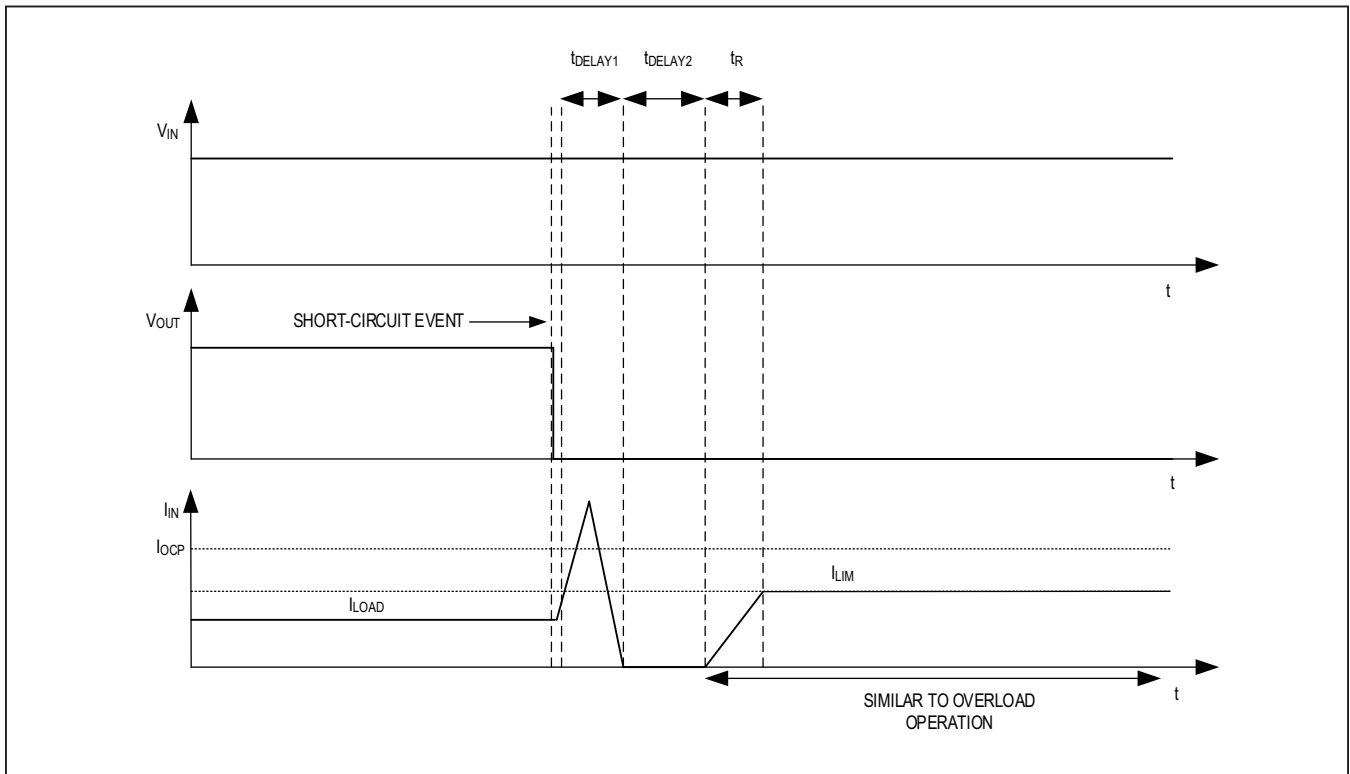 tDELAY1 tDELAY2 tR
VIN
t
VOUT
SHORT-CIRCUIT EVENT
t
IIN
IOCP
ILIM
ILOAD
t
SIMILAR TO OVERLOAD
OPERATION